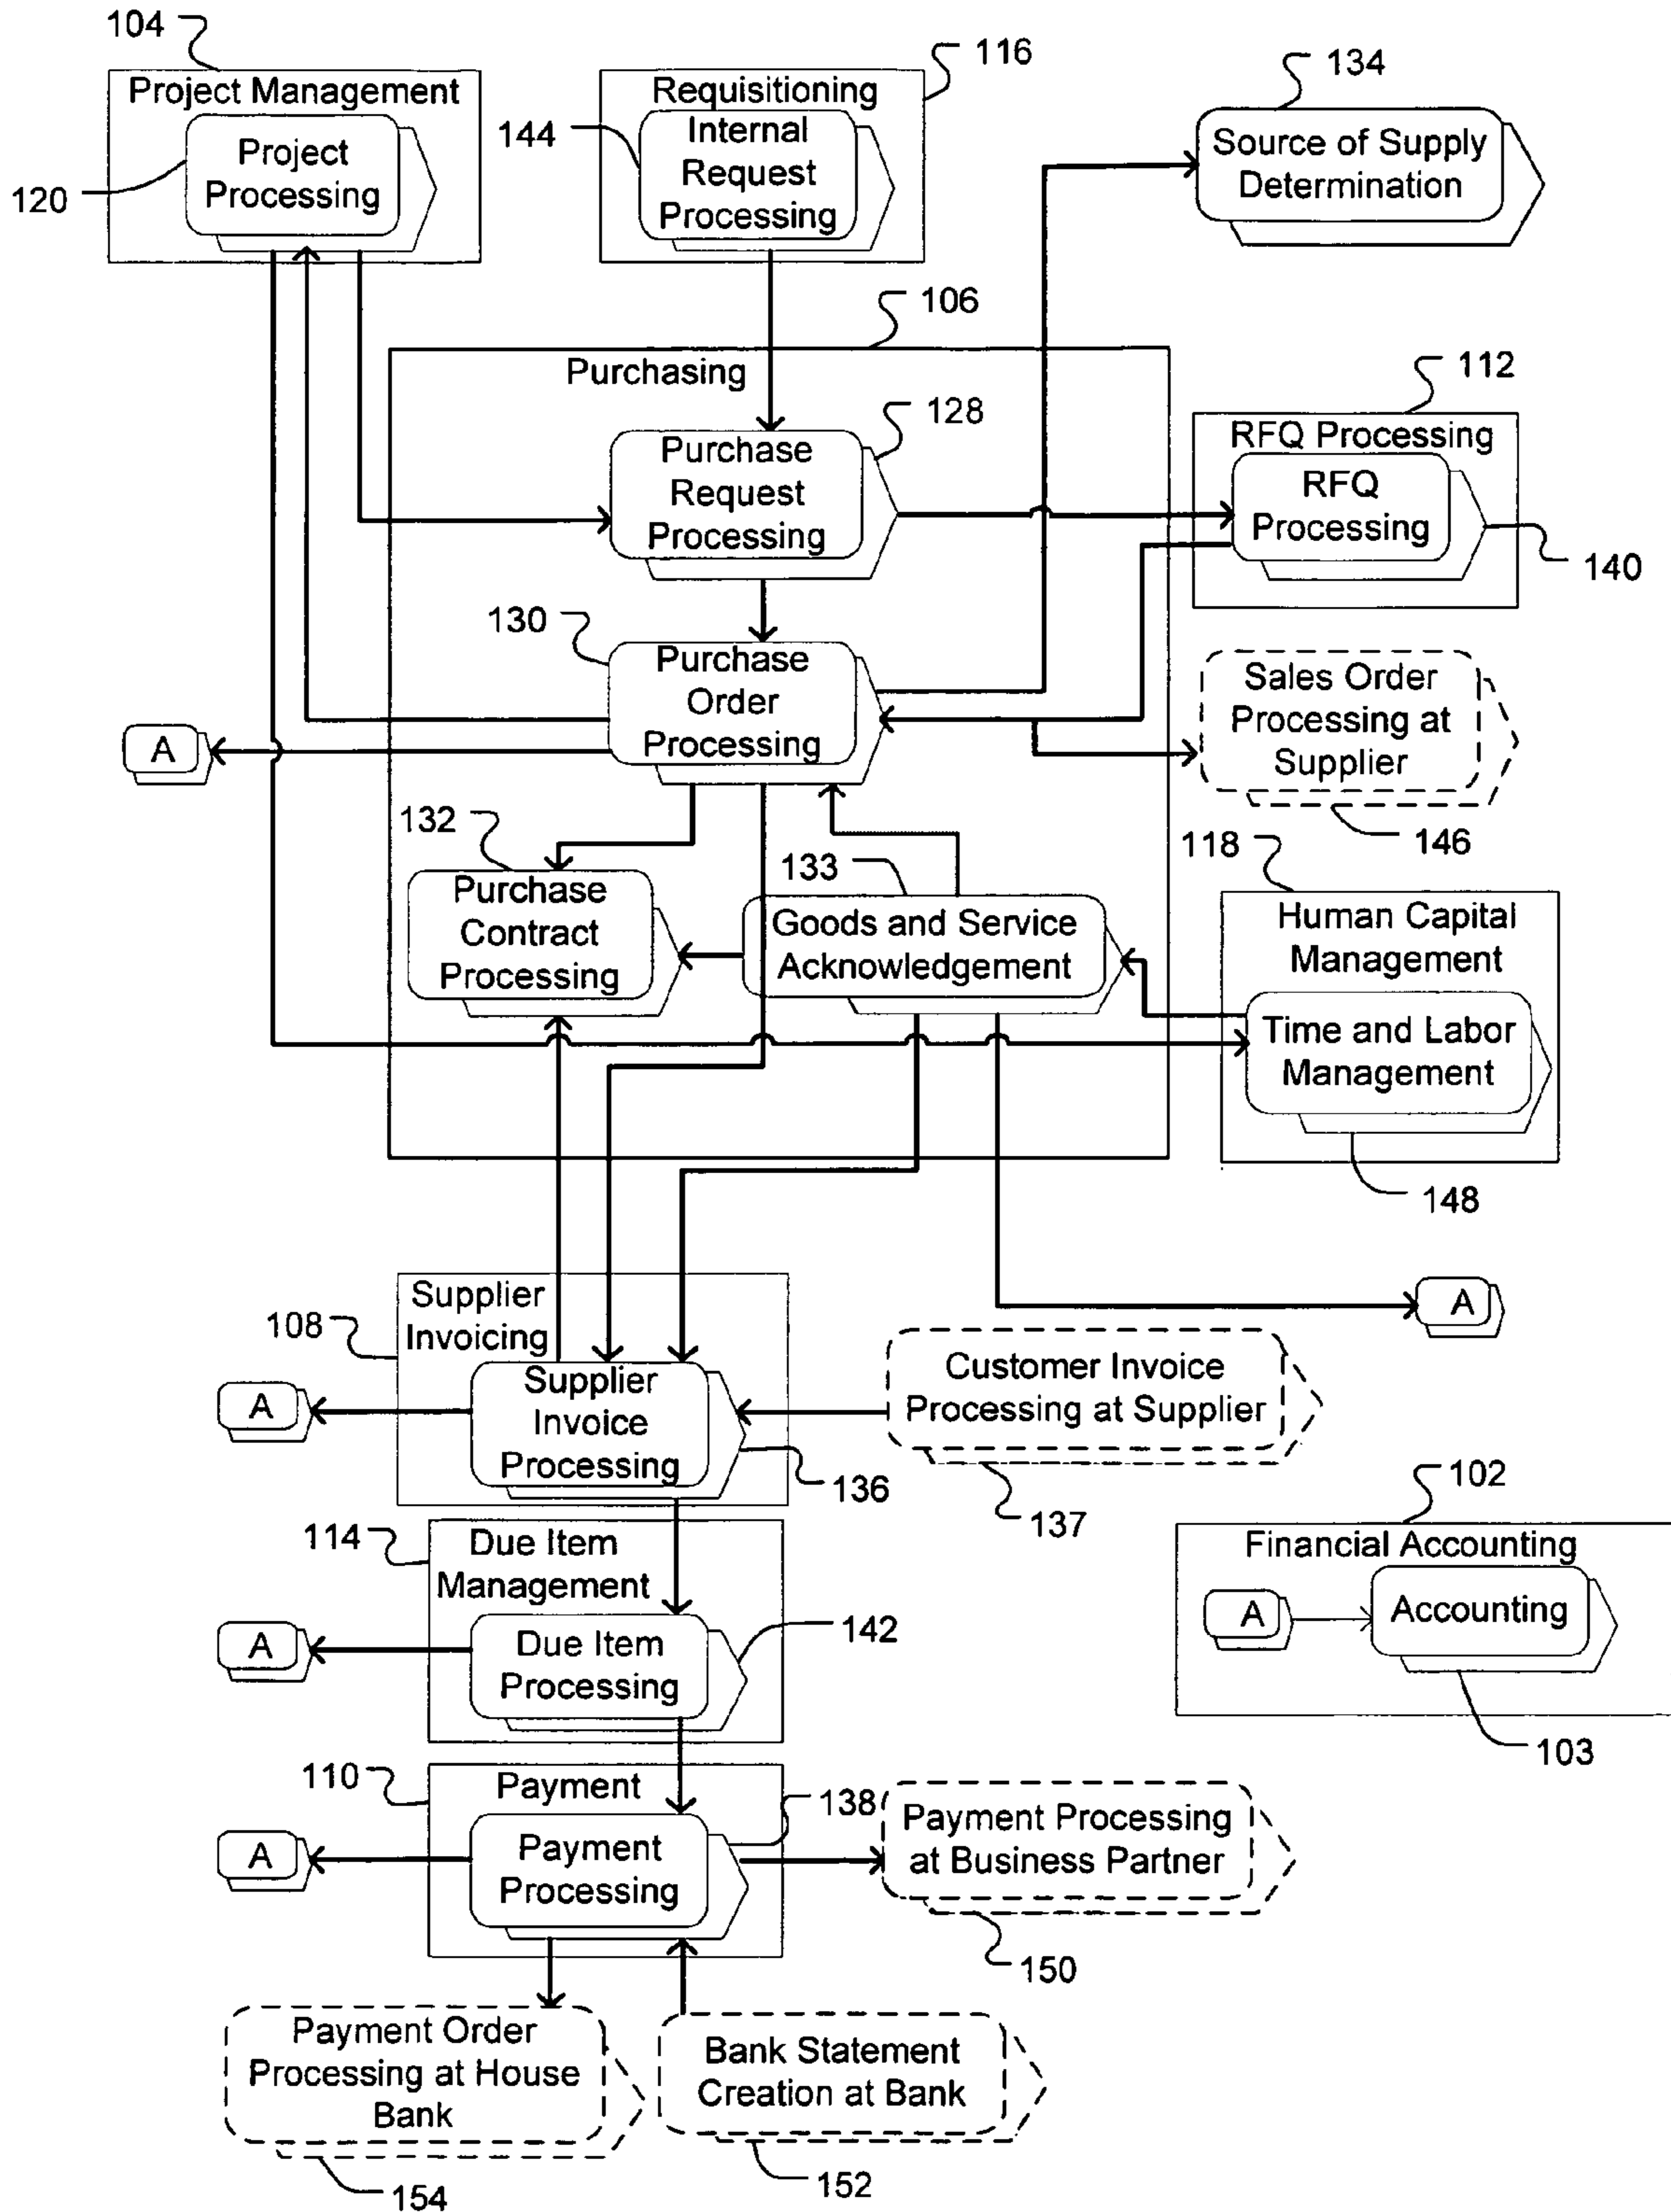 104
Project Management
Project
Processing
120
116
Requisitioning
Internal
Request
Processing
144
134
Source of Supply
Determination
106
Purchasing
128
Purchase
Request
Processing
112
RFQ Processing
RFQ
Processing
140
130
Purchase
Order
Processing
A
Sales Order
Processing at
Supplier
146
132
Purchase
Contract
Processing
133
Goods and Service
Acknowledgement
118
Human Capital
Management
Time and Labor
Management
148
A
108
Supplier
Invoicing
Supplier
Invoice
Processing
136
A
Customer Invoice
Processing at Supplier
137
102
Financial Accounting
A
Accounting
103
114
Due Item
Management
Due Item
Processing
142
A
110
Payment
Payment
Processing
138
A
Payment Processing
at Business Partner
150
Payment Order
Processing at House
Bank
154
Bank Statement
Creation at Bank
152